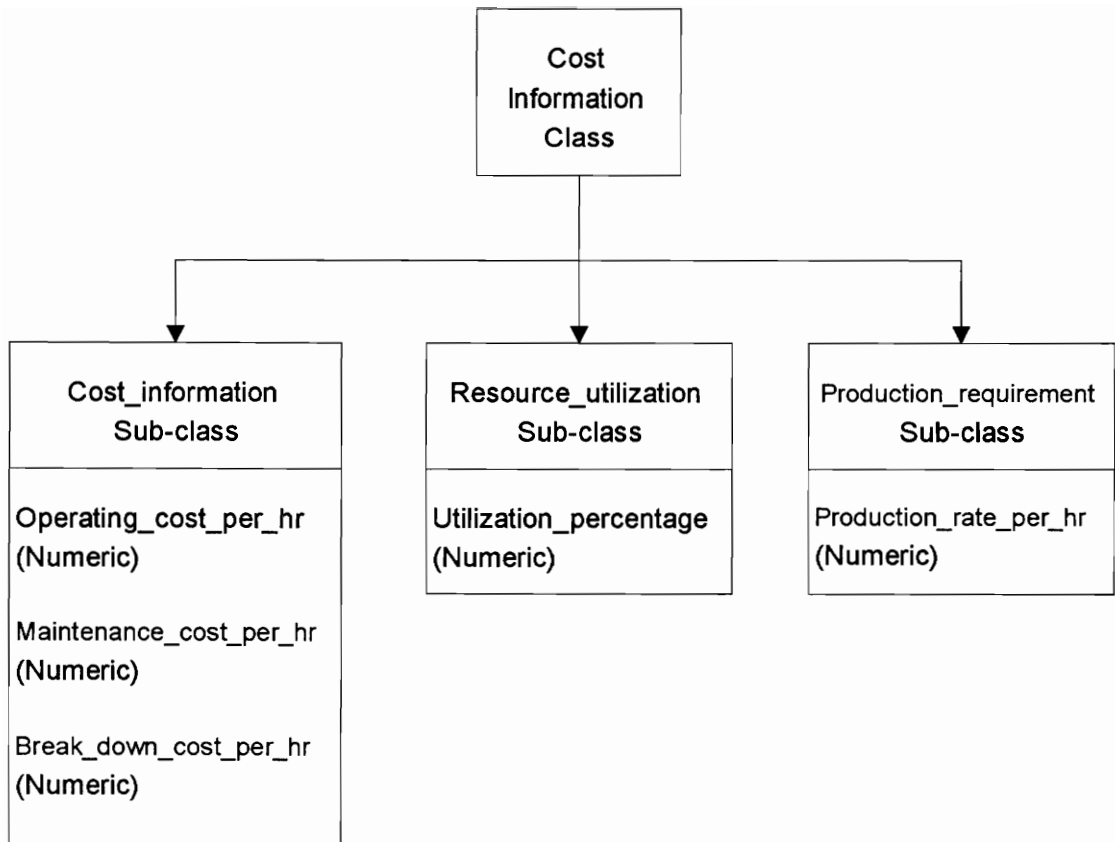 Cost
Information
Class
Cost_information
Sub-class
Operating_cost_per_hr
(Numeric)
Maintenance_cost_per_hr
(Numeric)
Break_down_cost_per_hr
(Numeric)
Resource_utilization
Sub-class
Utilization_percentage
(Numeric)
Production_requirement
Sub-class
Production_rate_per_hr
(Numeric)